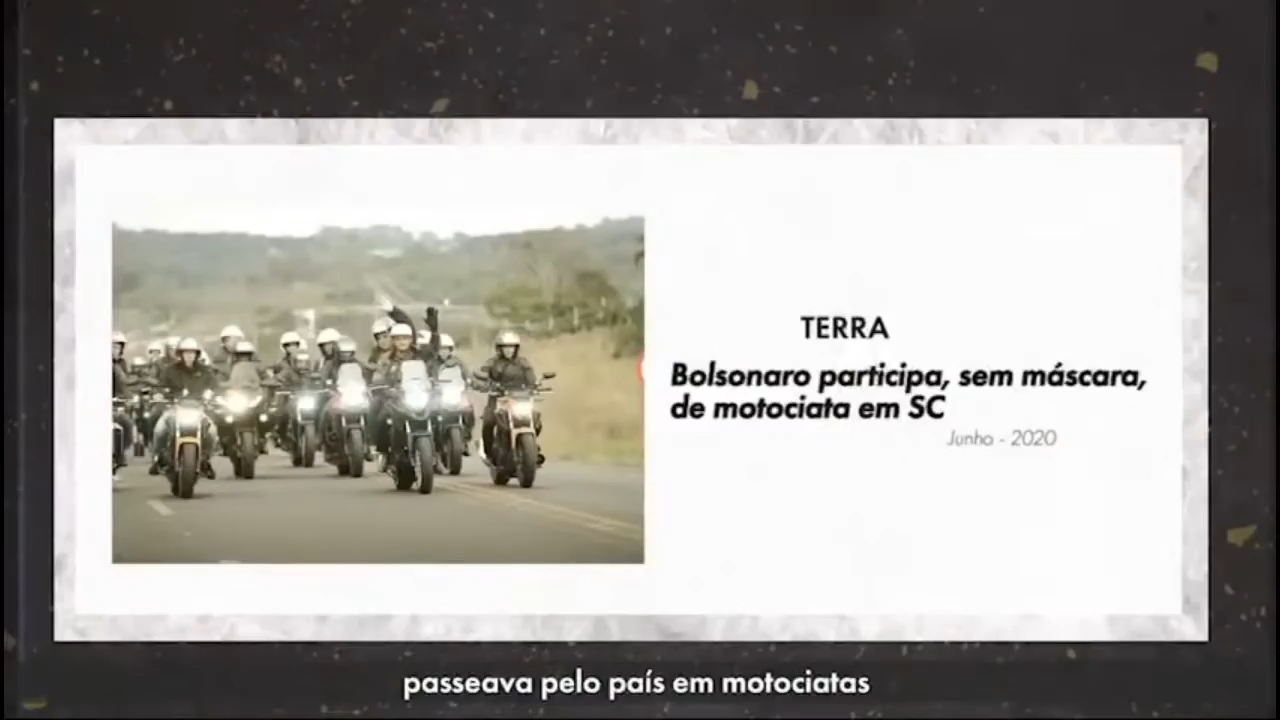 TERRA
Bolsonaro participa, sem máscara,
de motociata em SC
Junho - 2020
passeava pelo país em motociatas